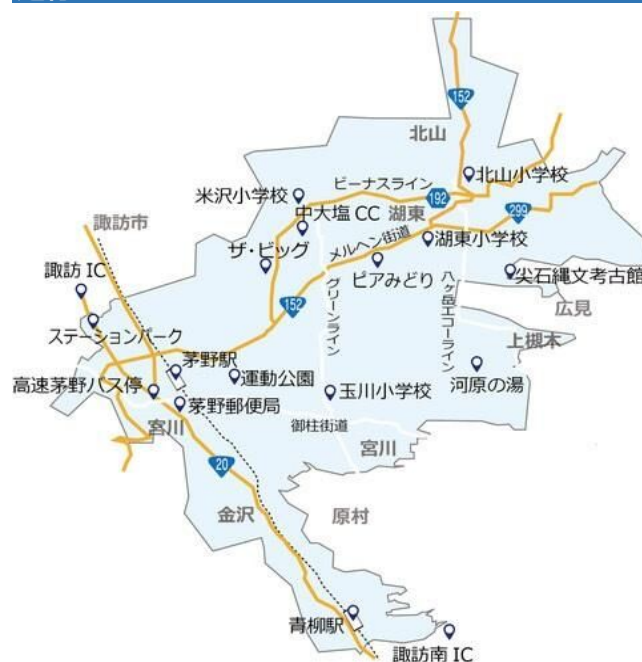 152
北山
北山小学校
米沢小学校
ビーナスライン
192
中大塩 CC
湖東
299
諏訪市
メルヘン街道
湖東小学校
ザ・ビッグ
ピアみどり
尖石縄文考古館
諏訪 IC
グリーンライン
八ヶ岳エコーライン
広見
152
上槻木
ステーションパーク
茅野駅
運動公園
河原の湯
高速茅野バス停
玉川小学校
茅野郵便局
宮川
御柱街道
宮川
20
金沢
原村
青柳駅
諏訪南 IC